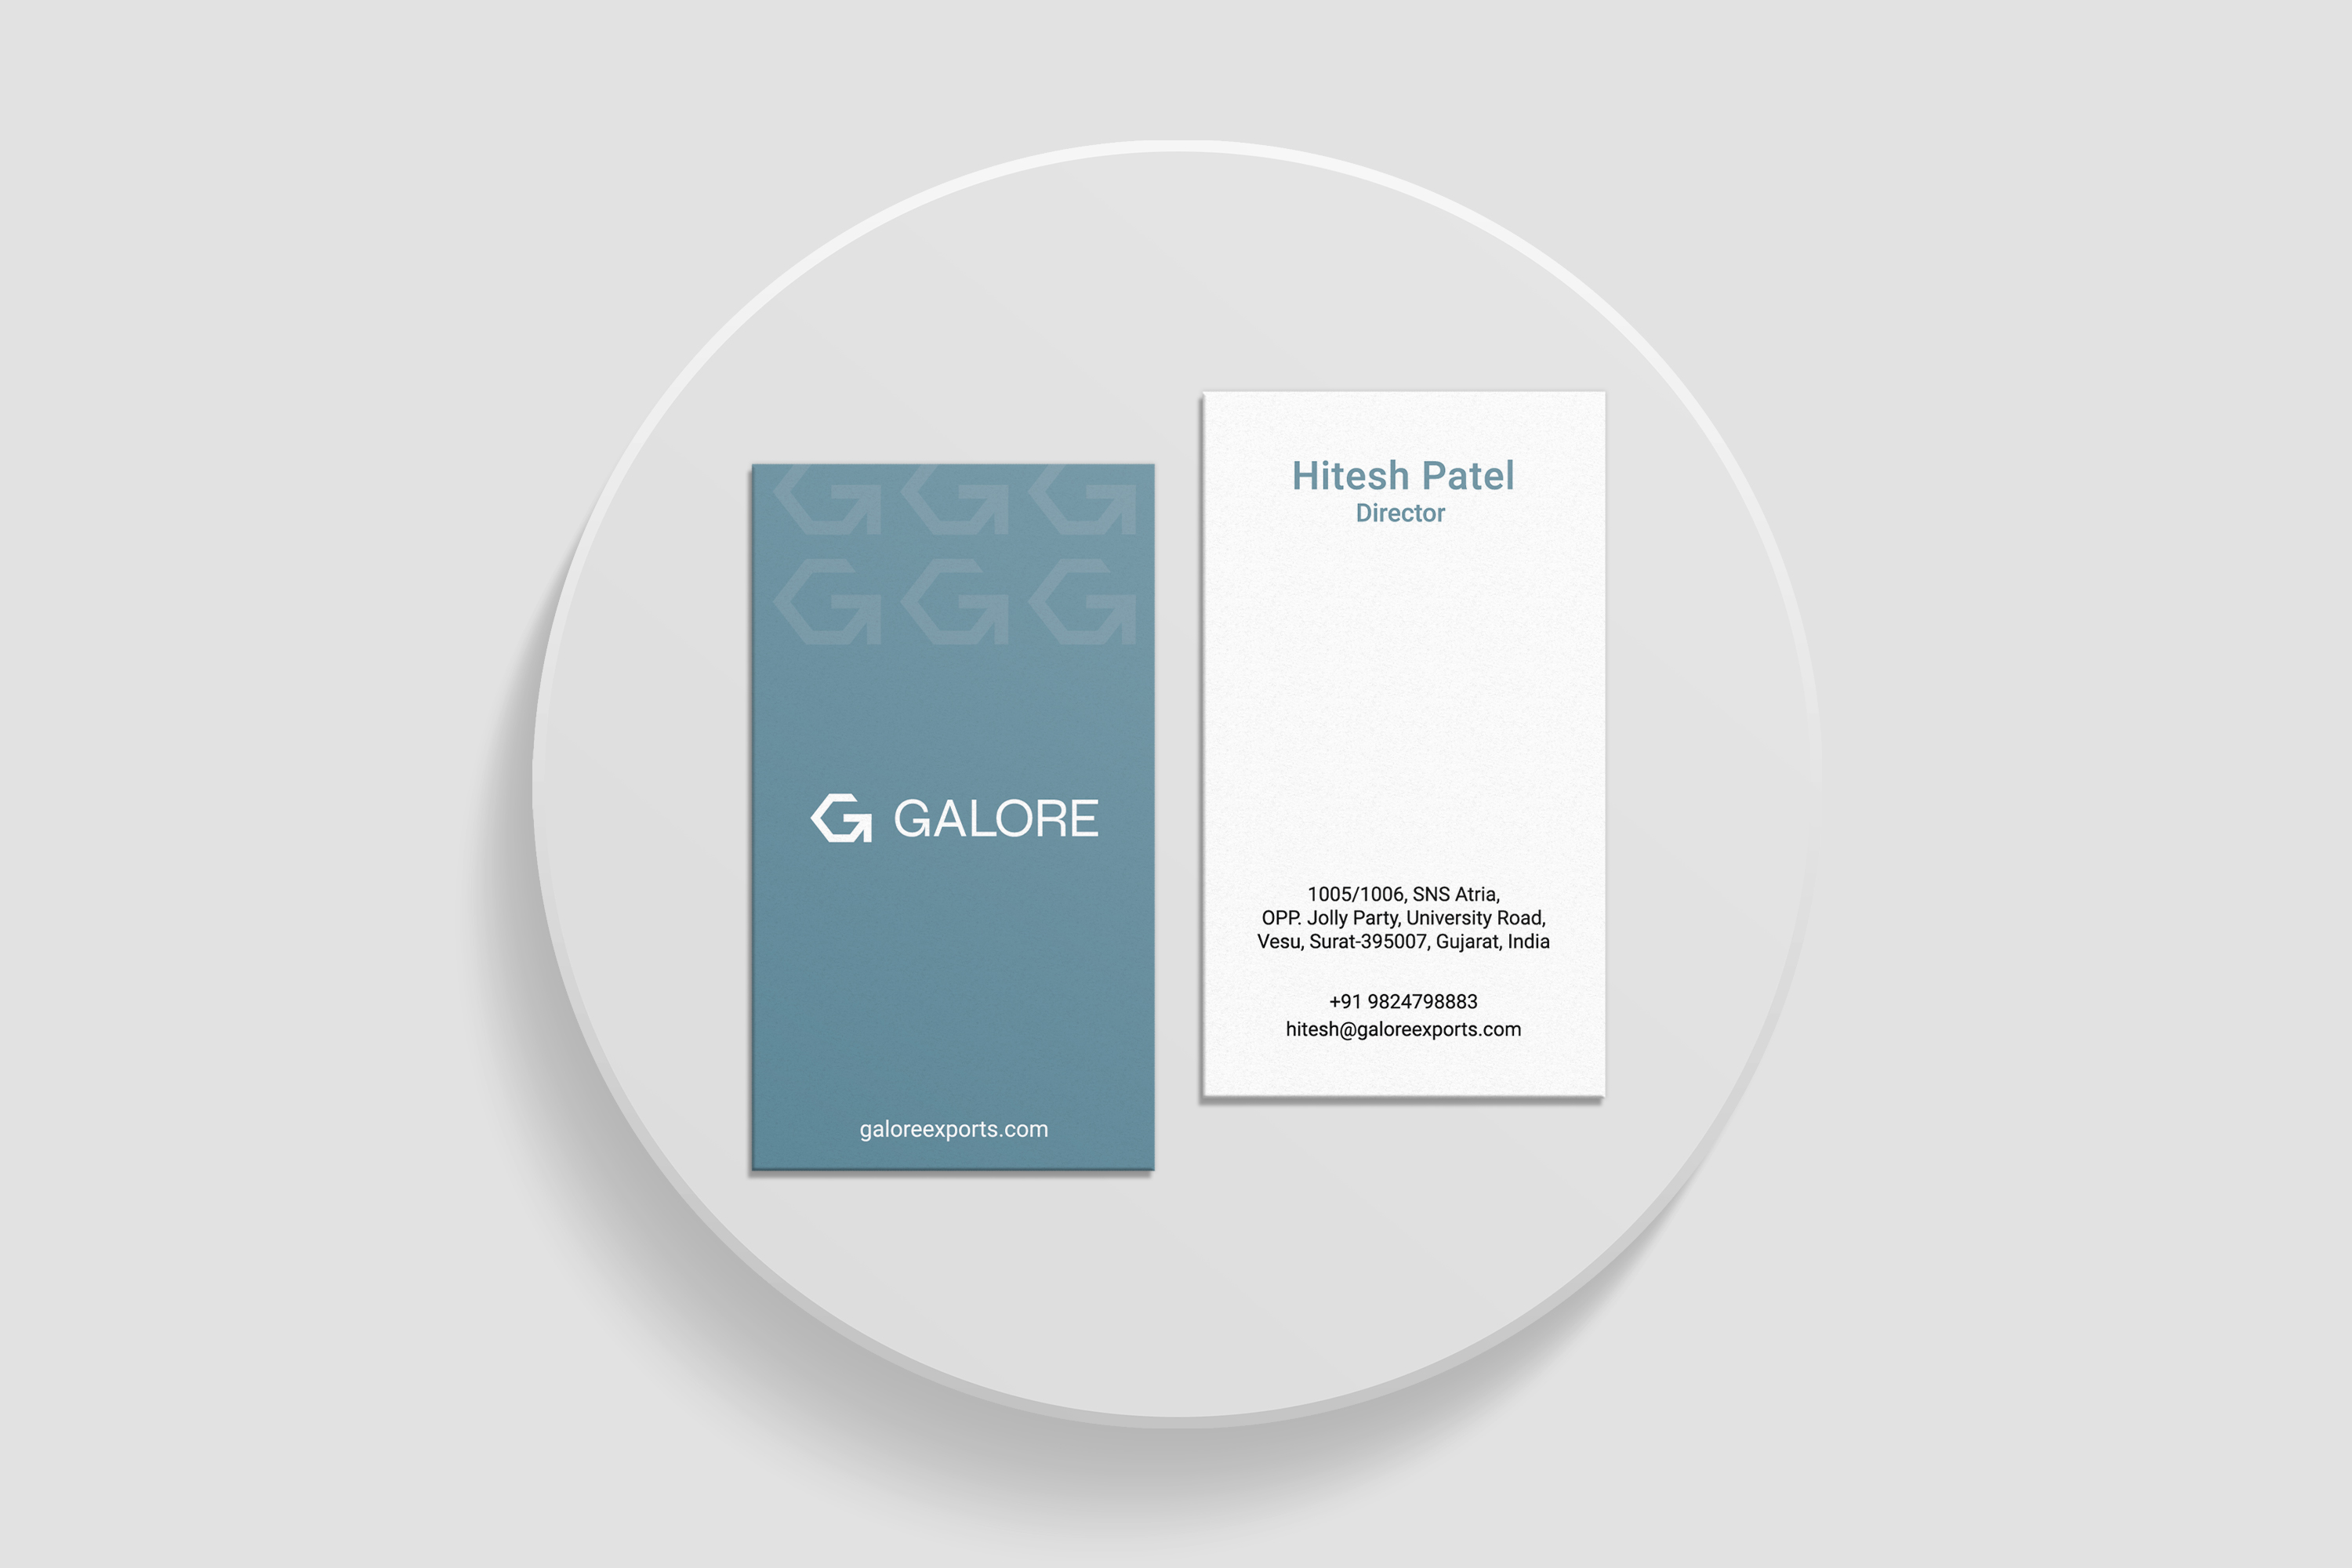 GALORE
galoreexports.com
Hitesh Patel
Director
1005/1006, SNS Atria,
OPP. Jolly Party, University Road,
Vesu, Surat-395007, Gujarat, India
+91 9824798883
hitesh@galoreexports.com